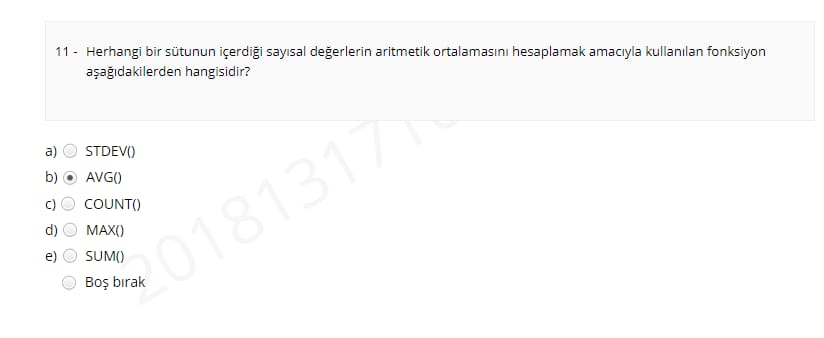 11 - Herhangi bir sütunun içerdiği sayısal değerlerin aritmetik ortalamasını hesaplamak amacıyla kullanılan fonksiyon
aşağıdakilerden hangisidir?
a) STDEV()
b) AVG()
c) COUNT()
d) MAX()
e) SUM()
Boş bırak